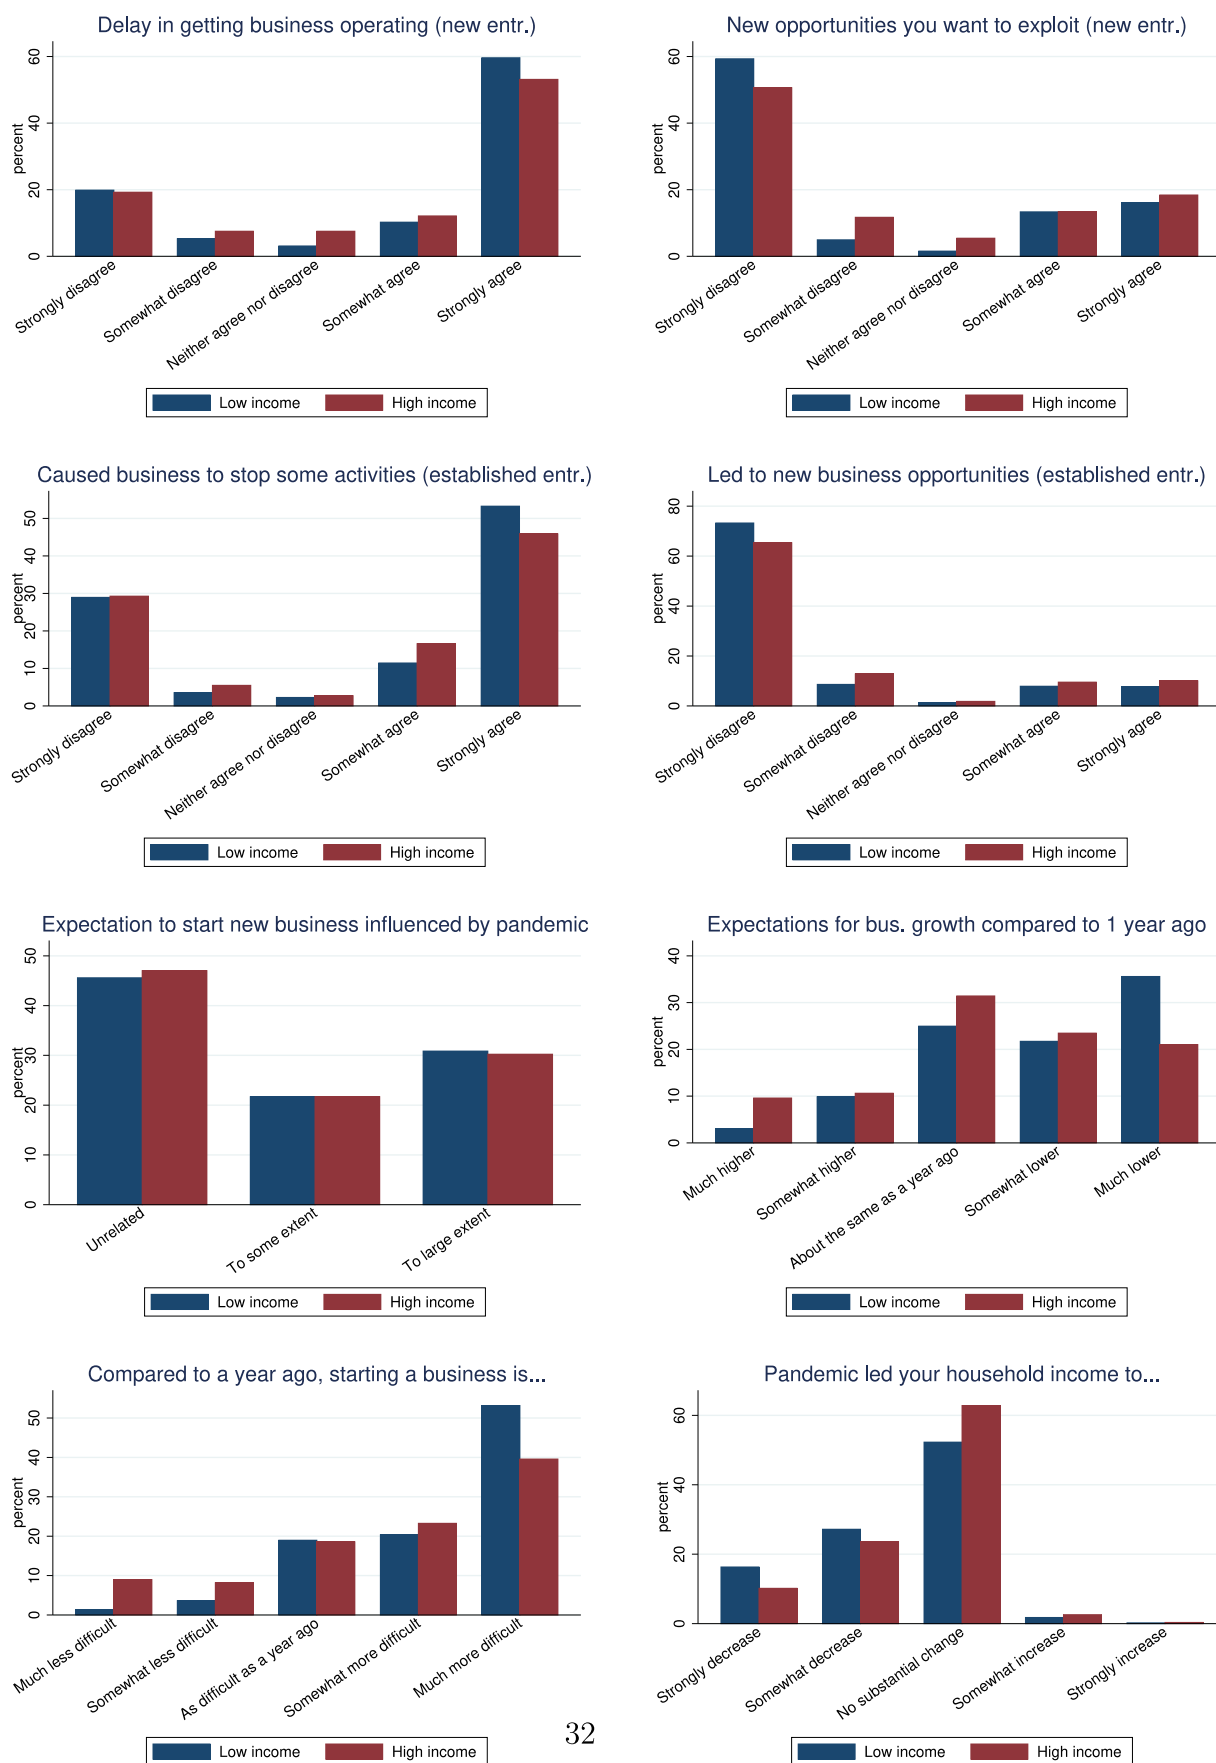 Delay in getting business operating (new entr.)
percent
0
20
40
60
Strongly disagree
Somewhat disagree
Neither agree nor disagree
Somewhat agree
Strongly agree
Low income
High income
New opportunities you want to exploit (new entr.)
percent
0
20
40
60
Strongly disagree
Somewhat disagree
Neither agree nor disagree
Somewhat agree
Strongly agree
Low income
High income
Caused business to stop some activities (established entr.)
percent
0
10
20
30
40
50
Strongly disagree
Somewhat disagree
Neither agree nor disagree
Somewhat agree
Strongly agree
Low income
High income
Led to new business opportunities (established entr.)
percent
0
20
40
60
80
Strongly disagree
Somewhat disagree
Neither agree nor disagree
Somewhat agree
Strongly agree
Low income
High income
Expectation to start new business influenced by pandemic
percent
0
10
20
30
40
50
Unrelated
To some extent
To large extent
Low income
High income
Expectations for bus. growth compared to 1 year ago
percent
0
10
20
30
40
Much higher
Somewhat higher
About the same as a year ago
Somewhat lower
Much lower
Low income
High income
Compared to a year ago, starting a business is...
percent
0
10
20
30
40
50
Much less difficult
Somewhat less difficult
As difficult as a year ago
Somewhat more difficult
Much more difficult
Low income
High income
Pandemic led your household income to...
percent
0
20
40
60
Strongly decrease
Somewhat decrease
No substantial change
Somewhat increase
Strongly increase
Low income
High income
32